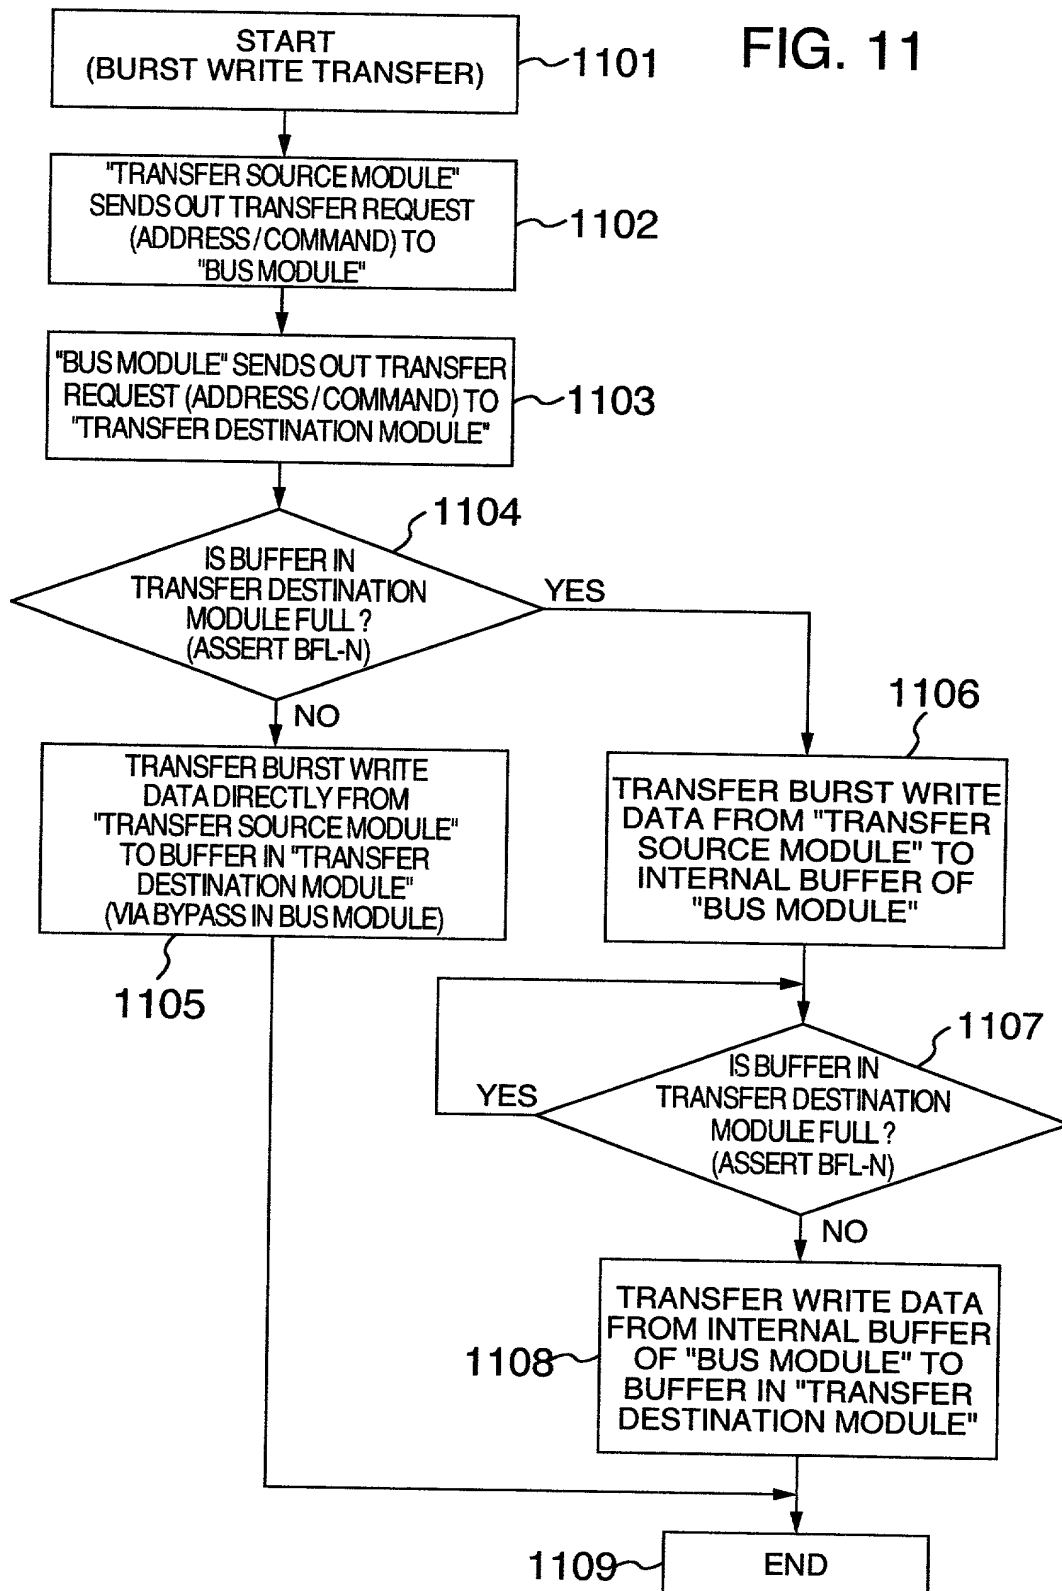 FIG. 11
START
(BURST WRITE TRANSFER)
1101
"TRANSFER SOURCE MODULE"
SENDS OUT TRANSFER REQUEST
(ADDRESS/COMMAND) TO
"BUS MODULE"
1102
"BUS MODULE" SENDS OUT TRANSFER
REQUEST (ADDRESS/COMMAND) TO
"TRANSFER DESTINATION MODULE"
1103
1104
IS BUFFER IN
TRANSFER DESTINATION
MODULE FULL?
(ASSERT BFL-N)
YES
NO
TRANSFER BURST WRITE
DATA DIRECTLY FROM
"TRANSFER SOURCE MODULE"
TO BUFFER IN "TRANSFER
DESTINATION MODULE"
(VIA BYPASS IN BUS MODULE)
1105
1106
TRANSFER BURST WRITE
DATA FROM "TRANSFER
SOURCE MODULE" TO
INTERNAL BUFFER OF
"BUS MODULE"
1107
IS BUFFER IN
TRANSFER DESTINATION
MODULE FULL?
(ASSERT BFL-N)
YES
NO
TRANSFER WRITE DATA
FROM INTERNAL BUFFER
OF "BUS MODULE" TO
BUFFER IN "TRANSFER
DESTINATION MODULE"
1108
END
1109